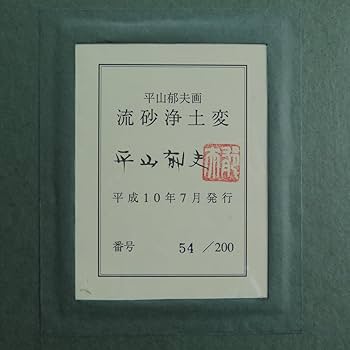 平山郁夫画
流砂浄土変
平山郁夫
平成10年7月発行
番号 54／200